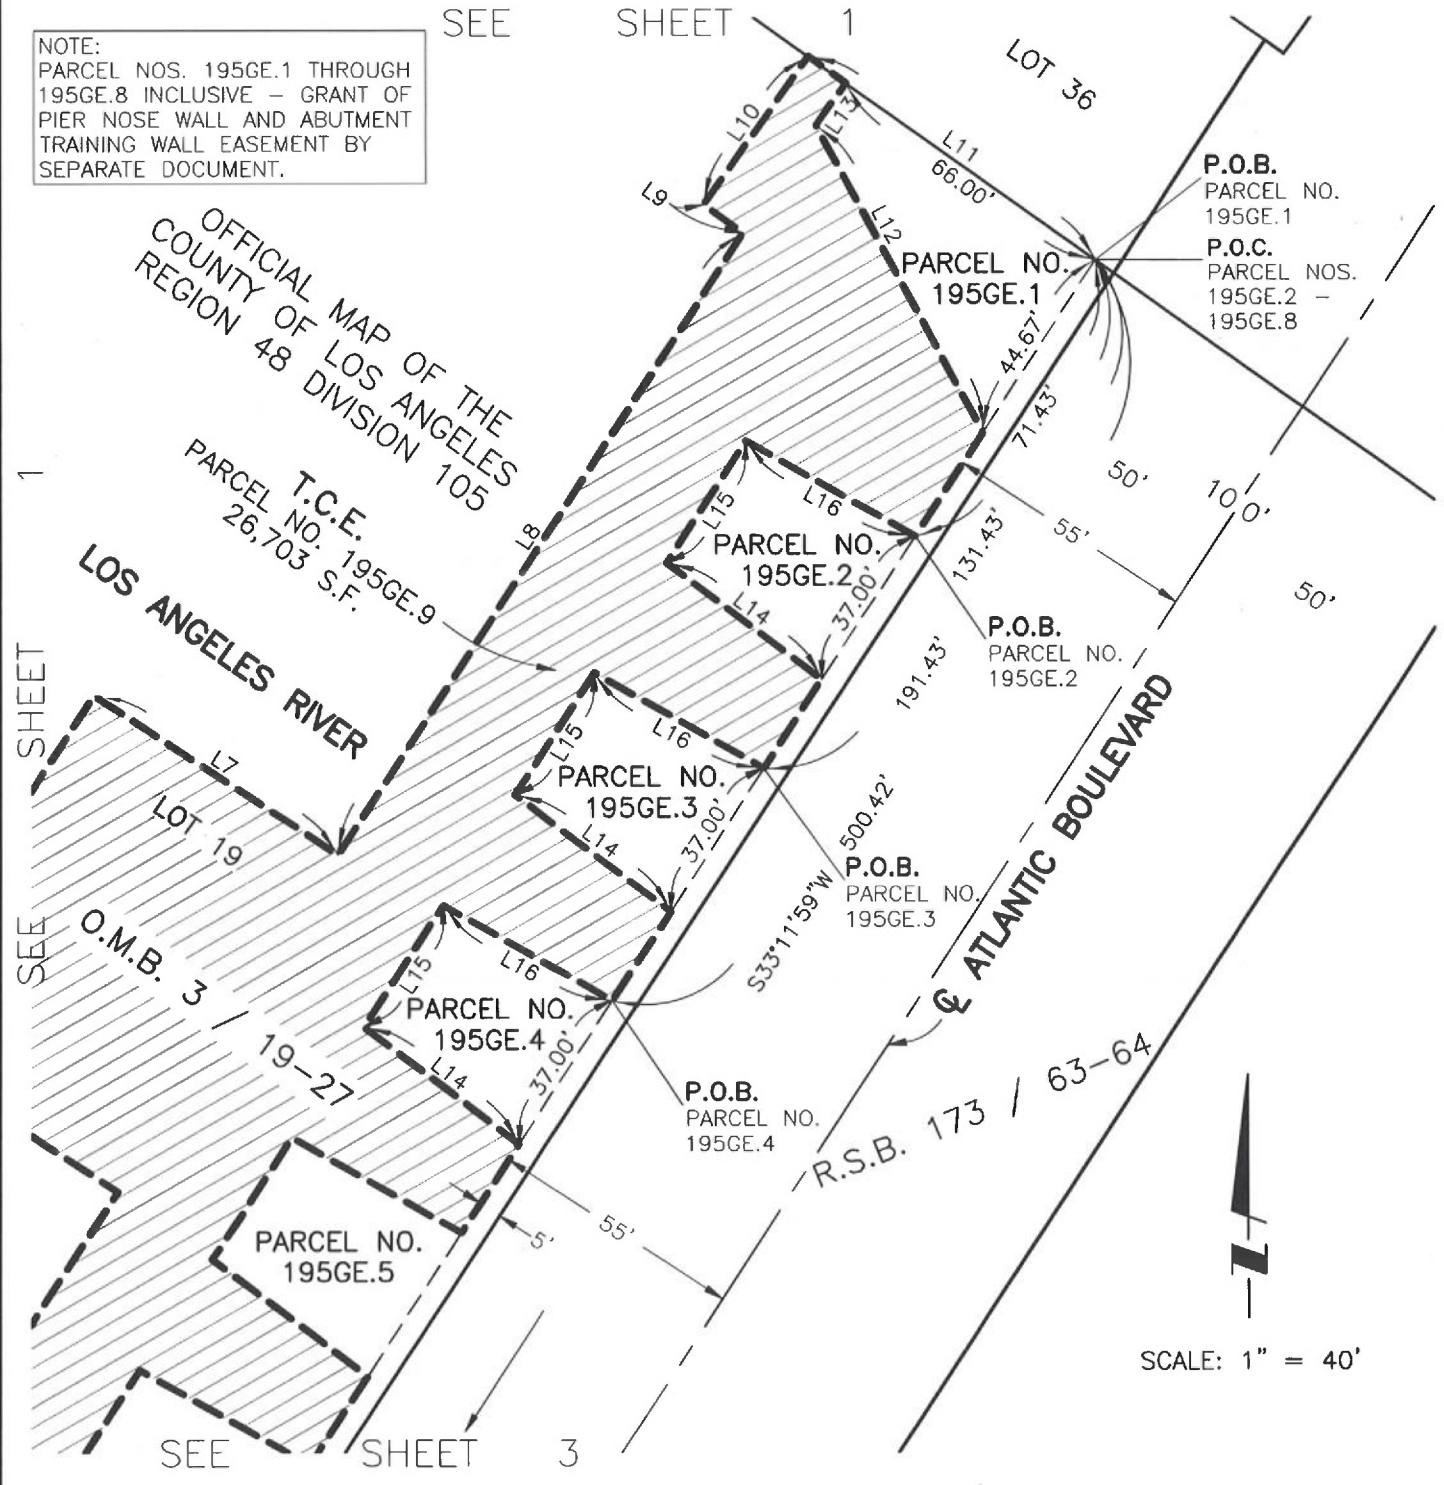 SEE SHEET 1
NOTE:
PARCEL NOS. 195GE.1 THROUGH
195GE.8 INCLUSIVE – GRANT OF
PIER NOSE WALL AND ABUTMENT
TRAINING WALL EASEMENT BY
SEPARATE DOCUMENT.
LOT 36
L10
L13
L11
66.00'
L9
L12
P.O.B.
PARCEL NO.
195GE.1
P.O.C.
PARCEL NOS.
195GE.2 –
195GE.8
PARCEL NO.
195GE.1
OFFICIAL MAP OF THE
COUNTY OF LOS ANGELES
REGION 48 DIVISION 105
44.67'
71.43'
50'
100'
50'
55'
T.C.E.
PARCEL NO. 195GE.9
26,703 S.F.
L8
L15
L16
PARCEL NO.
195GE.2
L14
37.00'
131.43'
P.O.B.
PARCEL NO.
195GE.2
LOS ANGELES RIVER
191.43'
L15
L16
PARCEL NO.
195GE.3
L14
37.00'
S33°11'59"W 500.42'
P.O.B.
PARCEL NO.
195GE.3
ATLANTIC BOULEVARD
SEE SHEET 1
L7
LOT 19
O.M.B. 3 / 19–27
L15
L16
PARCEL NO.
195GE.4
L14
37.00'
P.O.B.
PARCEL NO.
195GE.4
R.S.B. 173 / 63–64
PARCEL NO.
195GE.5
5'
55'
SCALE: 1" = 40'
SEE SHEET 3